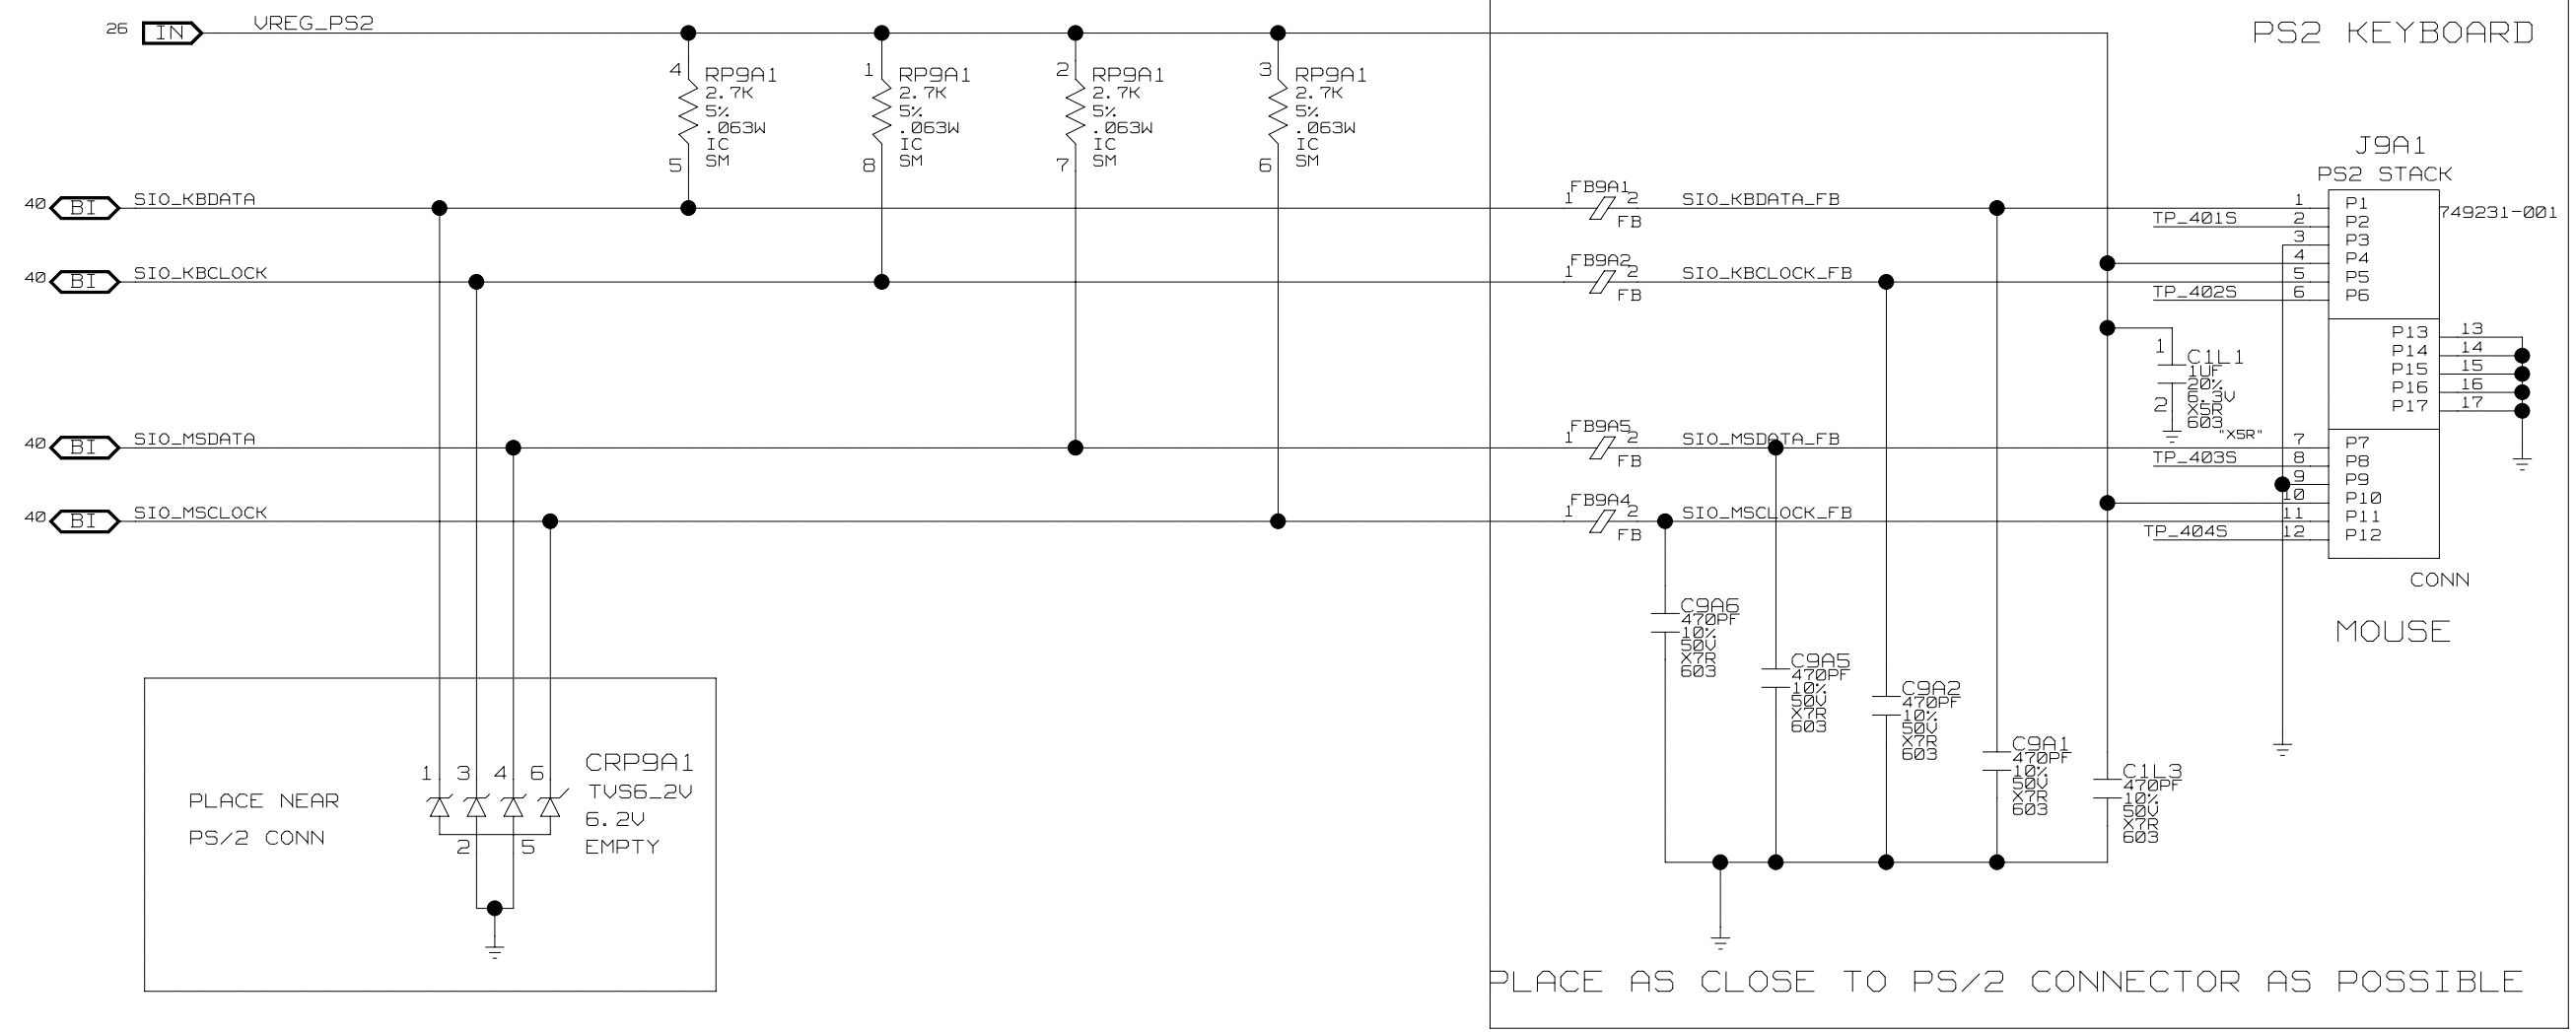 26 IN VREG_PS2
PS2 KEYBOARD
4 RP9A1
2.7K
5%
.063W
IC
SM
5
1 RP9A1
2.7K
5%
.063W
IC
SM
8
2 RP9A1
2.7K
5%
.063W
IC
SM
7
3 RP9A1
2.7K
5%
.063W
IC
SM
6
40 BI SIO_KBDATA
40 BI SIO_KBCLOCK
40 BI SIO_MSDATA
40 BI SIO_MSCLOCK
FB9A1
1 2
FB
SIO_KBDATA_FB
FB9A2
1 2
FB
SIO_KBCLOCK_FB
FB9A5
1 2
FB
SIO_MSDATA_FB
FB9A4
1 2
FB
SIO_MSCLOCK_FB
J9A1
PS2 STACK
749231-001
1 P1
TP_401S 2 P2
3 P3
4 P4
5 P5
TP_402S 6 P6
P13 13
P14 14
P15 15
P16 16
P17 17
7 P7
TP_403S 8 P8
9 P9
10 P10
11 P11
TP_404S 12 P12
CONN
MOUSE
1 C1L1
1UF
20%
6.3V
2 X5R
603
"X5R"
C9A6
470PF
10%
50V
X7R
603
C9A5
470PF
10%
50V
X7R
603
C9A2
470PF
10%
50V
X7R
603
C9A1
470PF
10%
50V
X7R
603
C1L3
470PF
10%
50V
X7R
603
1 3 4 6
2 5
CRP9A1
TVS6_2V
6.2V
EMPTY
PLACE NEAR
PS/2 CONN
PLACE AS CLOSE TO PS/2 CONNECTOR AS POSSIBLE